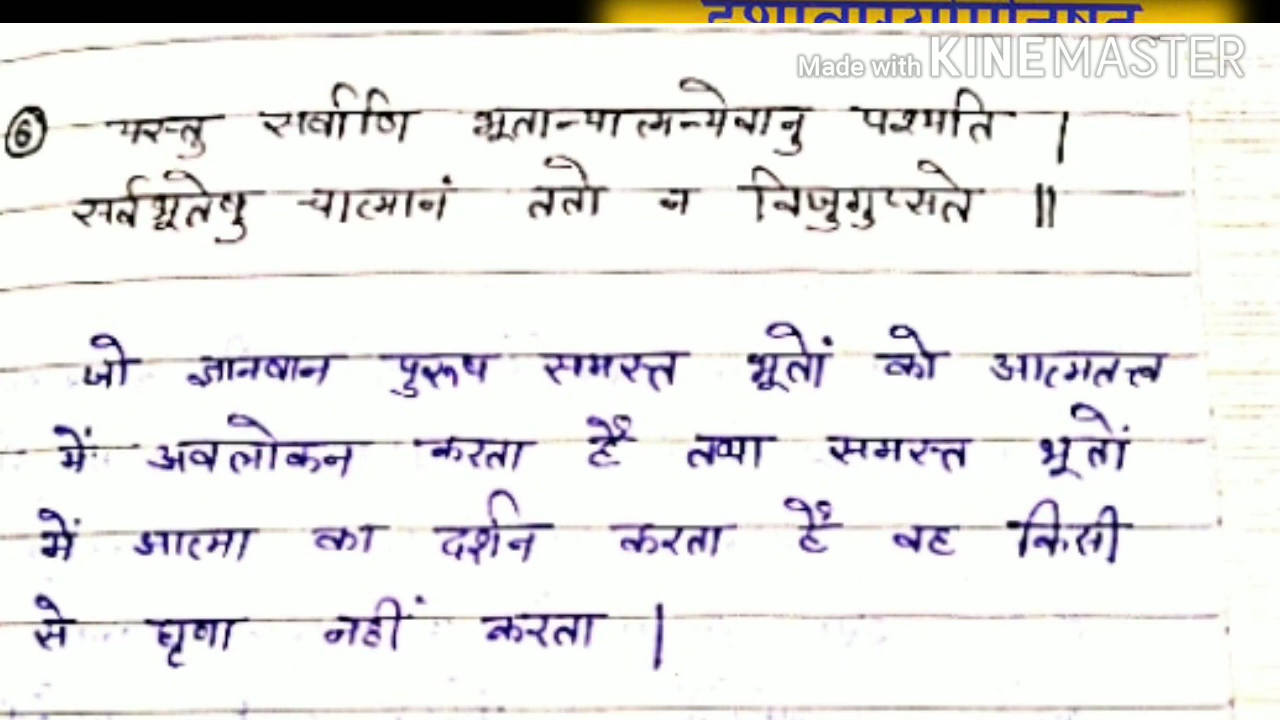 Made with KINEMASTER
⑥ यस्तु सर्वाणि भूतान्यात्मन्येवानु पश्यति |
सर्वभूतेषु चात्मानं ततो न विजुगुप्सते ||
जो ज्ञानवान पुरूष समस्त भूतों को आत्मतत्त्व
में अवलोकन करता है तथा समस्त भूतों
में आत्मा का दर्शन करता है वह किसी
से घृणा नहीं करता |